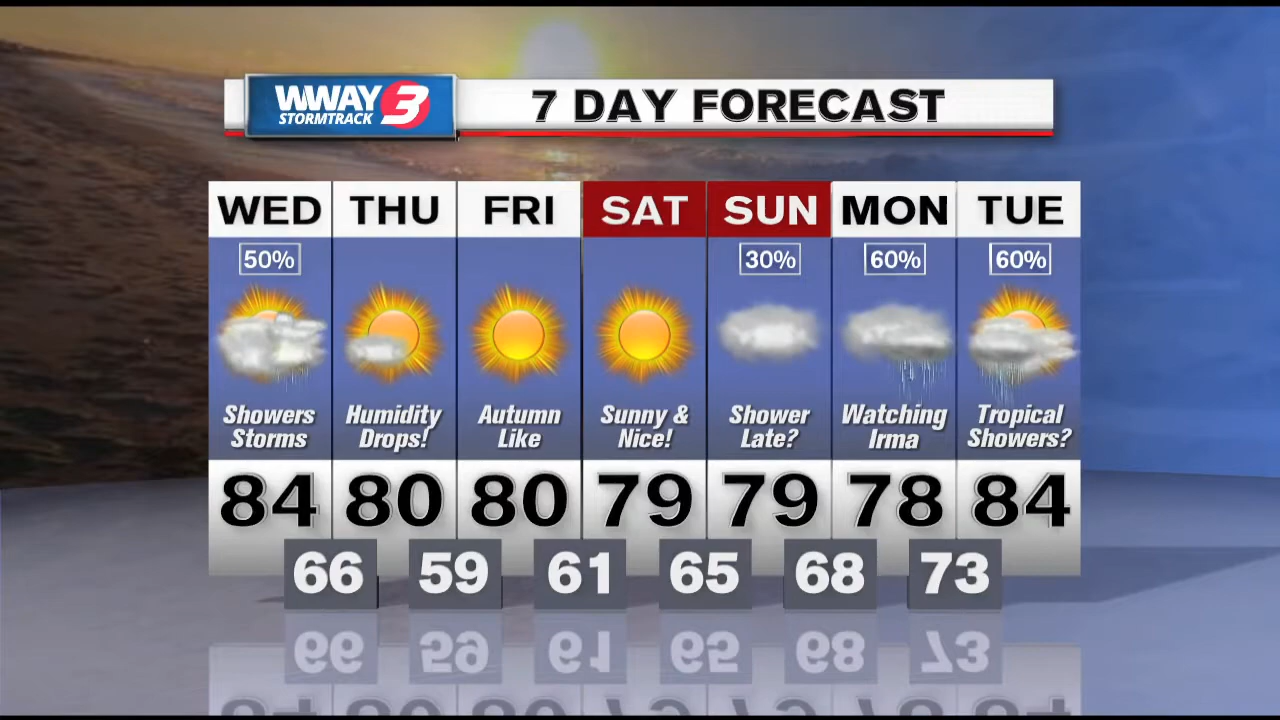 WWAY 3
STORMTRACK
7 DAY FORECAST
WED THU FRI SAT SUN MON TUE
50% 30% 60% 60%
Showers Humidity Autumn Sunny & Shower Watching Tropical
Storms Drops! Like Nice! Late? Irma Showers?
84 80 80 79 79 78 84
66 59 61 65 68 73